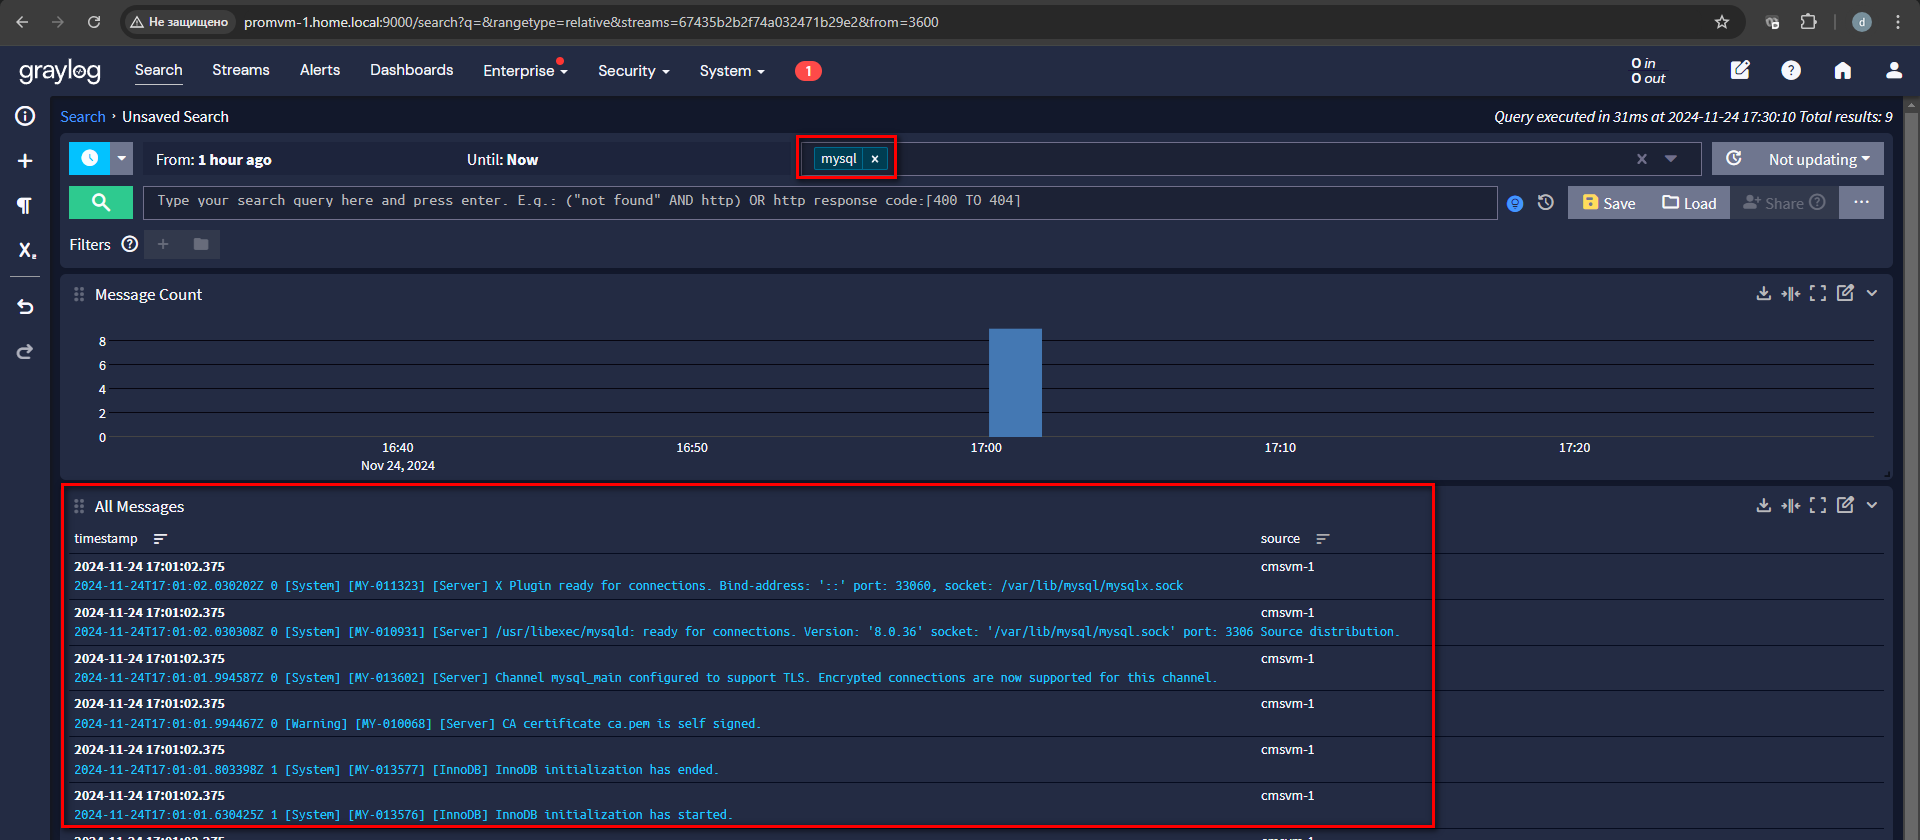 Не защищено promvm-1.home.local:9000/search?q=&rangetype=relative&streams=67435b2b2f74a032471b29e2&from=3600 d
graylog Search Streams Alerts Dashboards Enterprise Security System 1 0 in
0 out
Search › Unsaved Search Query executed in 31ms at 2024-11-24 17:30:10 Total results: 9
From: 1 hour ago Until: Now mysql × Not updating
Type your search query here and press enter. E.g.: ("not found" AND http) OR http_response_code:[400 TO 404] Save Load Share ...
Filters
Message Count
8
6
4
2
0
16:40 16:50 17:00 17:10 17:20
Nov 24, 2024
All Messages
timestamp source
2024-11-24 17:01:02.375 cmsvm-1
2024-11-24T17:01:02.030202Z 0 [System] [MY-011323] [Server] X Plugin ready for connections. Bind-address: '::' port: 33060, socket: /var/lib/mysql/mysqlx.sock
2024-11-24 17:01:02.375 cmsvm-1
2024-11-24T17:01:02.030308Z 0 [System] [MY-010931] [Server] /usr/libexec/mysqld: ready for connections. Version: '8.0.36' socket: '/var/lib/mysql/mysql.sock' port: 3306 Source distribution.
2024-11-24 17:01:02.375 cmsvm-1
2024-11-24T17:01:01.994587Z 0 [System] [MY-013602] [Server] Channel mysql_main configured to support TLS. Encrypted connections are now supported for this channel.
2024-11-24 17:01:02.375 cmsvm-1
2024-11-24T17:01:01.994467Z 0 [Warning] [MY-010068] [Server] CA certificate ca.pem is self signed.
2024-11-24 17:01:02.375 cmsvm-1
2024-11-24T17:01:01.803398Z 1 [System] [MY-013577] [InnoDB] InnoDB initialization has ended.
2024-11-24 17:01:02.375 cmsvm-1
2024-11-24T17:01:01.630425Z 1 [System] [MY-013576] [InnoDB] InnoDB initialization has started.